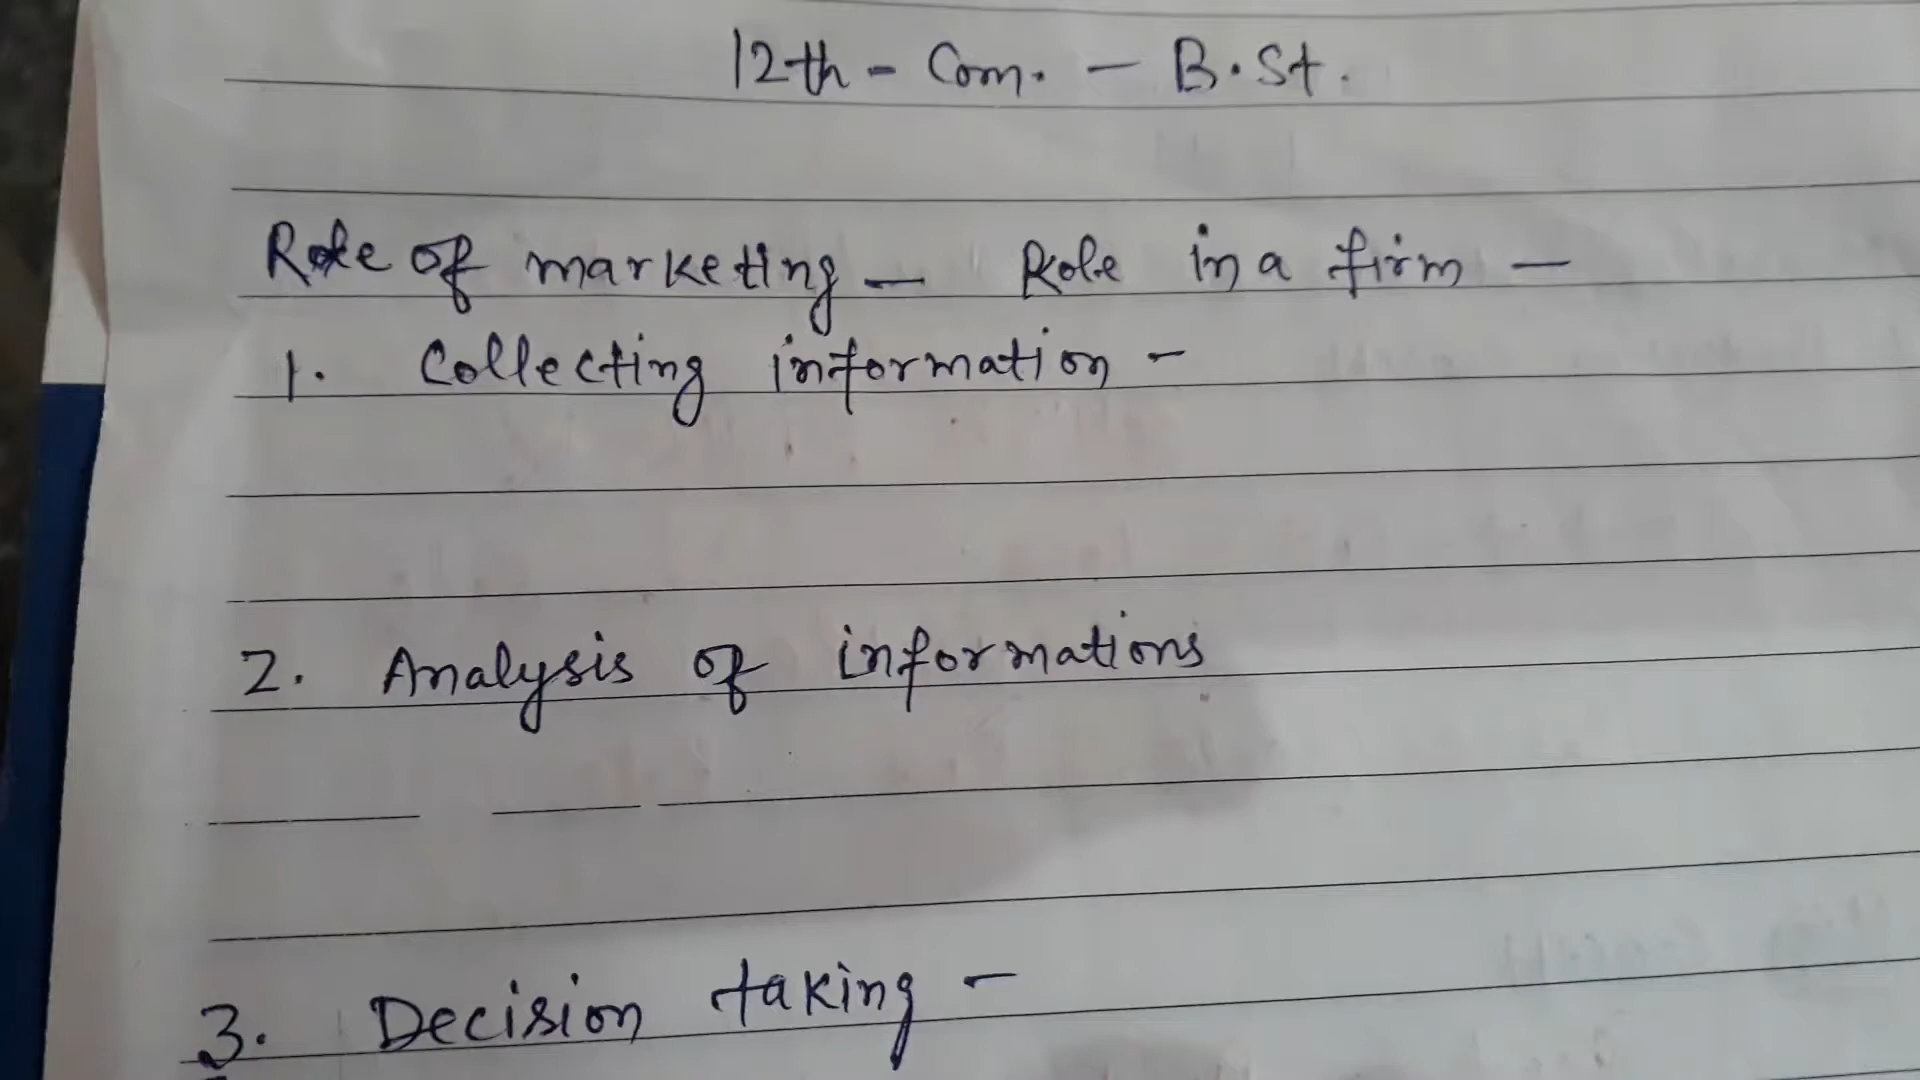 12th - Com. - B.St.
Role of marketing - Role in a firm -
1. Collecting information -
2. Analysis of informations
3. Decision taking -